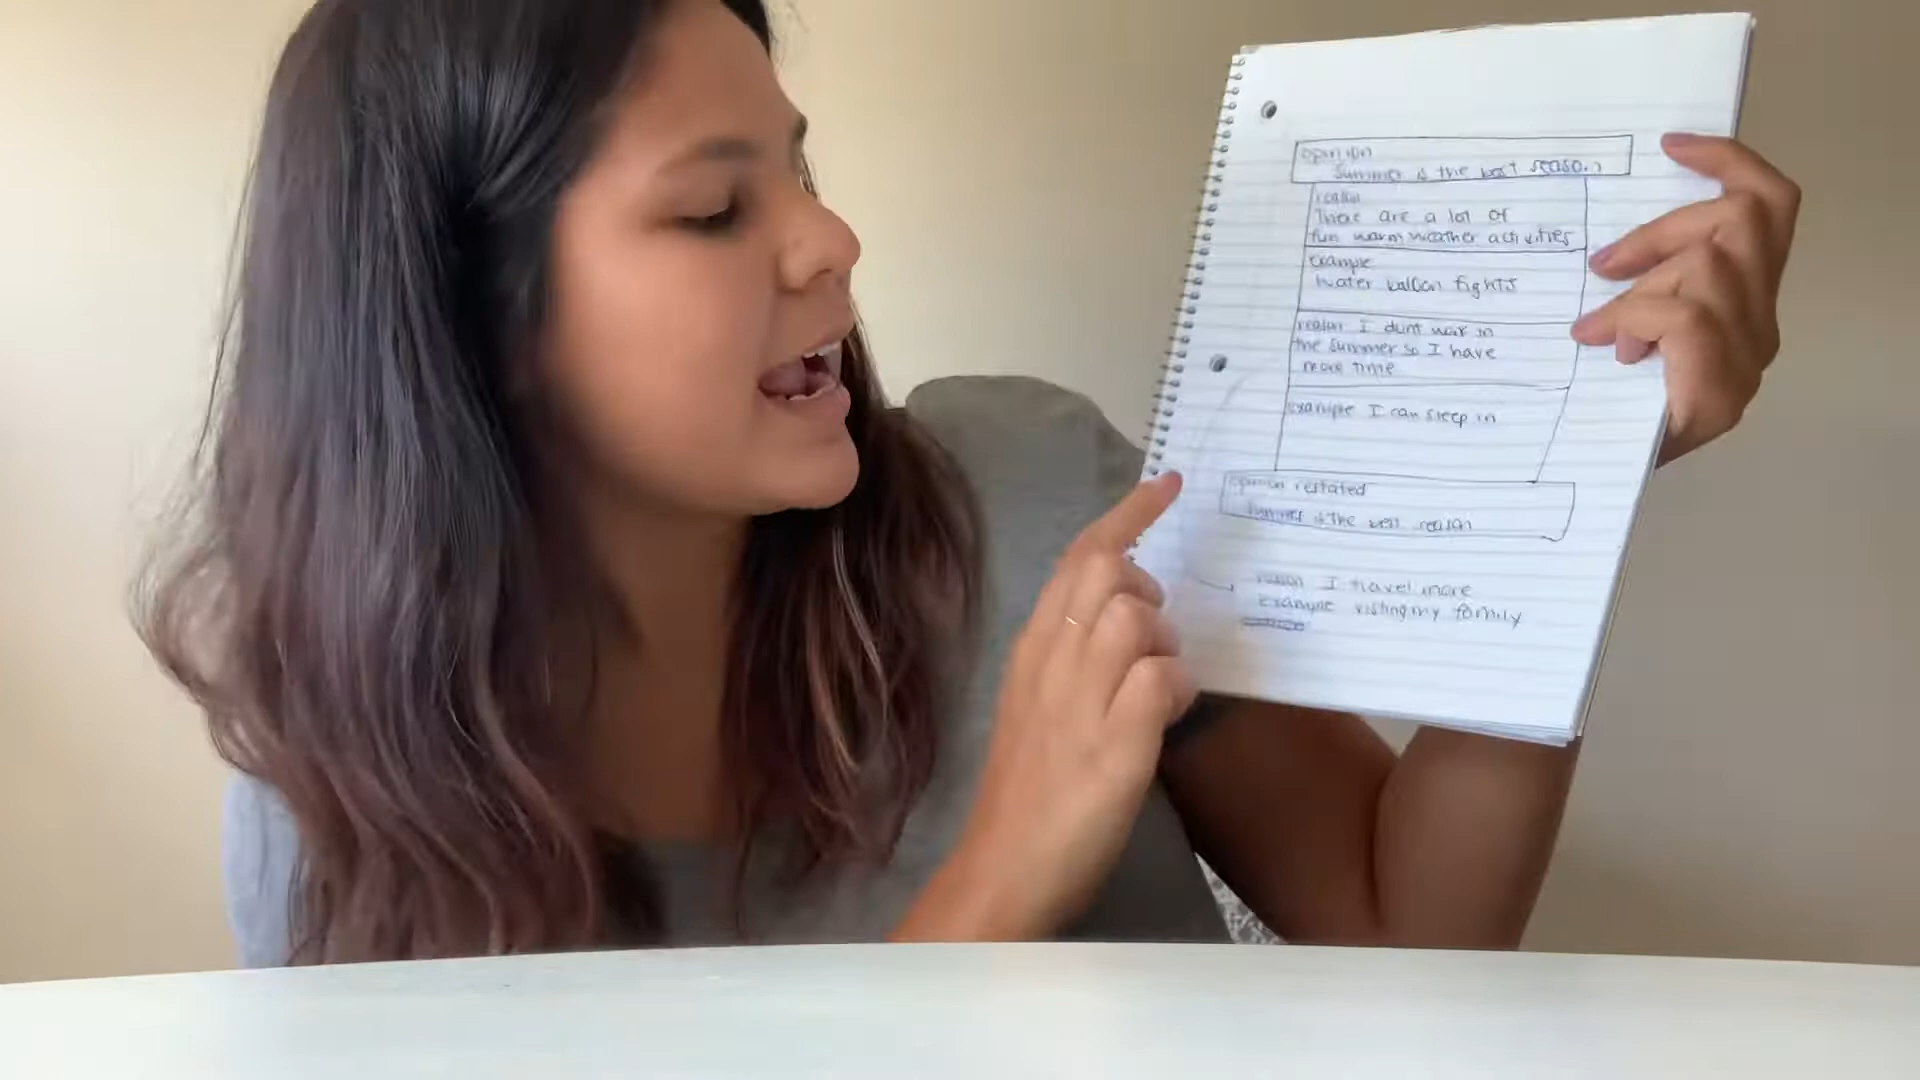 opinion
Summer is the best season
reason
There are a lot of
fun warm weather activities
example
water balloon fights
reason I dont work in
the summer so I have
more time
example I can sleep in
opinion restated
summer is the best season
reason I travel more
example visting my family